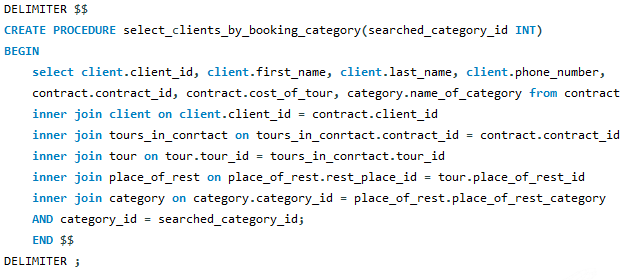 DELIMITER $$
CREATE PROCEDURE select_clients_by_booking_category(searched_category_id INT)
BEGIN
select client.client_id, client.first_name, client.last_name, client.phone_number,
contract.contract_id, contract.cost_of_tour, category.name_of_category from contract
inner join client on client.client_id = contract.client_id
inner join tours_in_conrtact on tours_in_conrtact.contract_id = contract.contract_id
inner join tour on tour.tour_id = tours_in_conrtact.tour_id
inner join place_of_rest on place_of_rest.rest_place_id = tour.place_of_rest_id
inner join category on category.category_id = place_of_rest.place_of_rest_category
AND category_id = searched_category_id;
END $$
DELIMITER ;